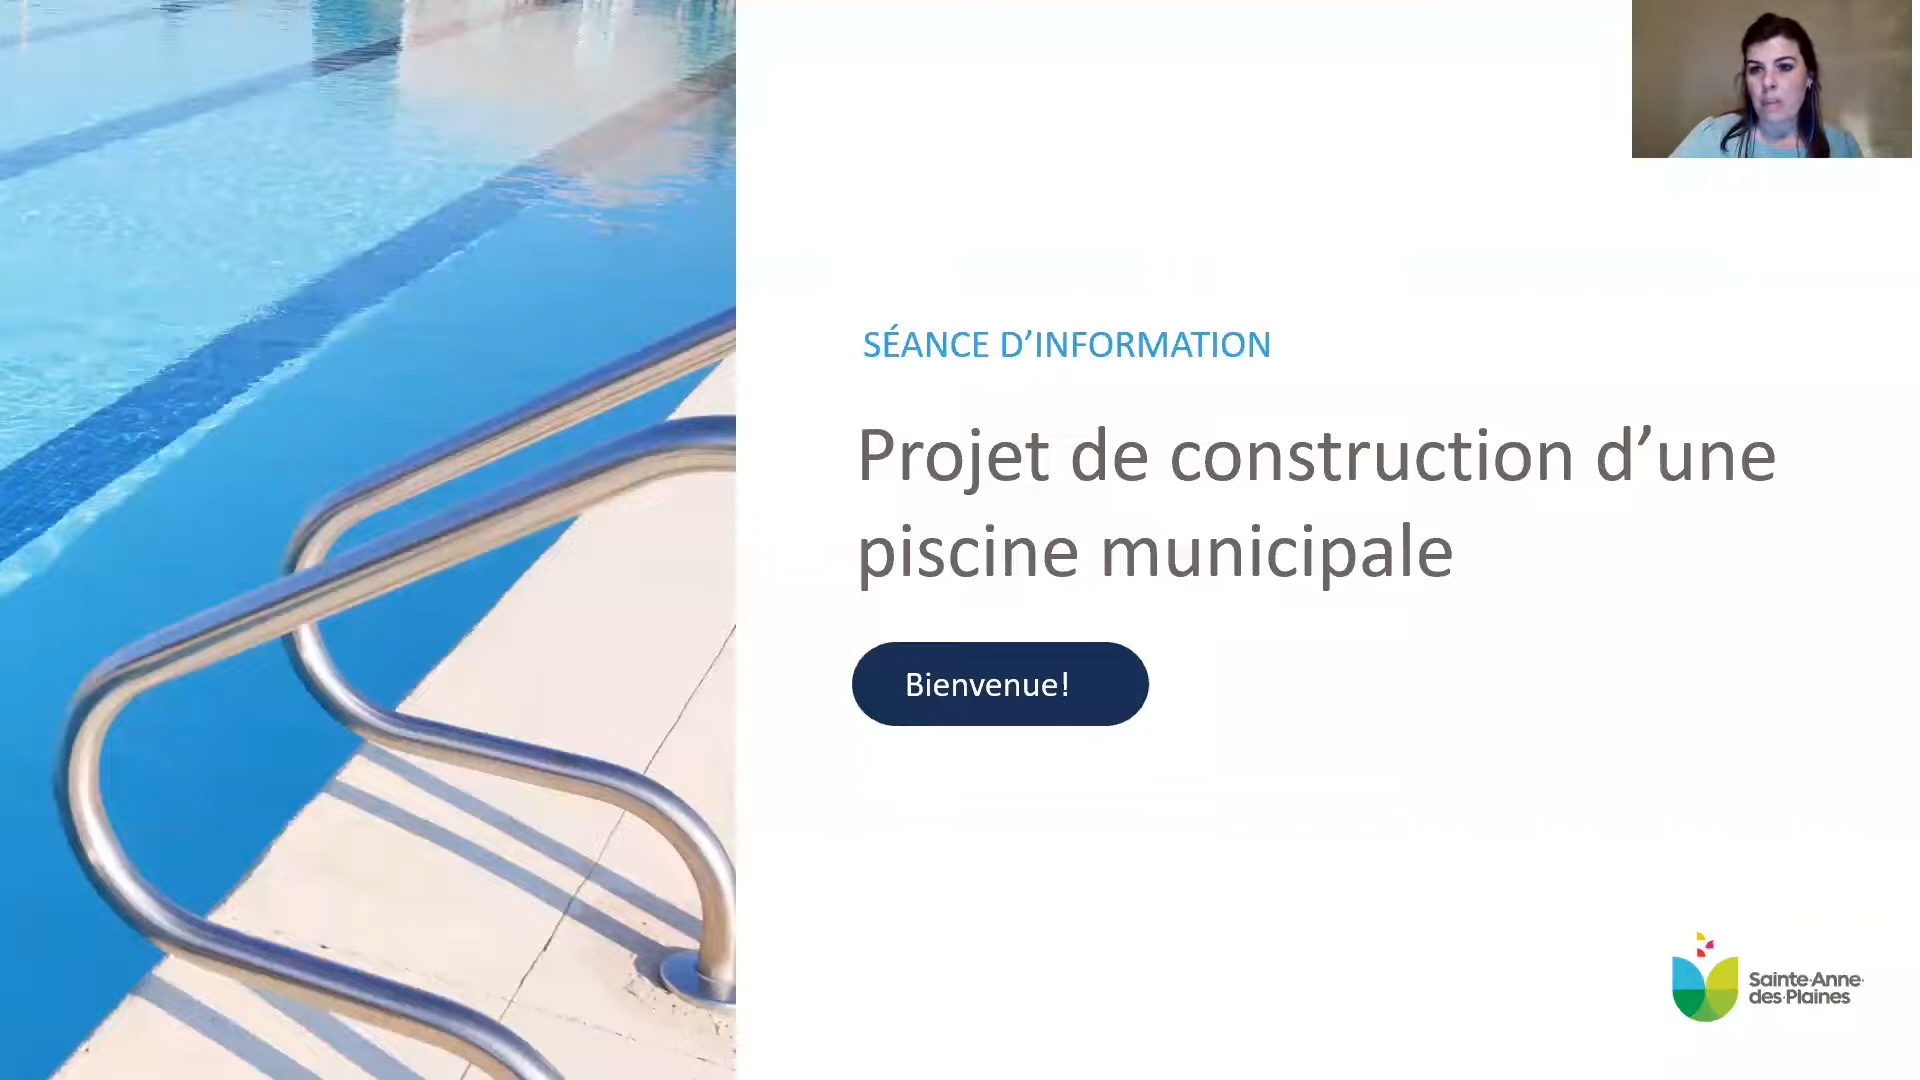 SÉANCE D’INFORMATION
Projet de construction d’une
piscine municipale
Bienvenue!
Sainte-Anne-
des-Plaines